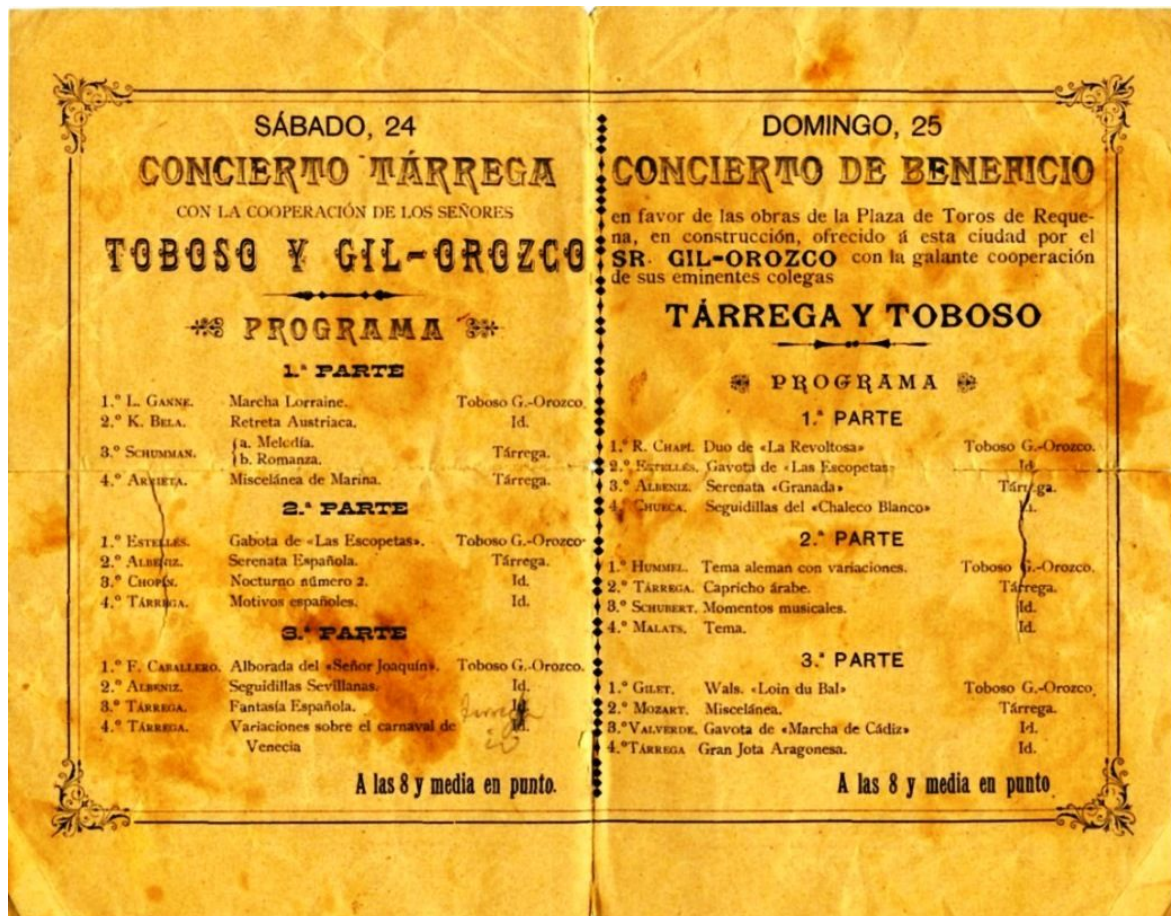 SÁBADO, 24
CONCIERTO TÁRREGA
CON LA COOPERACIÓN DE LOS SEÑORES
TOBOSO Y GIL-OROZCO
PROGRAMA
1.ª PARTE
1.º L. GANNE. Marcha Lorraine. Toboso G.-Orozco.
2.º K. BELA. Retreta Austriaca. Id.
3.º SCHUMMAN. a. Melodía. Tárrega.
b. Romanza.
4.º ARRIETA. Miscelánea de Marina. Tárrega.
2.ª PARTE
1.º ESTELLÉS. Gabota de «Las Escopetas». Toboso G.-Orozco
2.º ALBENIZ. Serenata Española. Tárrega.
3.º CHOPIN. Nocturno número 2. Id.
4.º TÁRREGA. Motivos españoles. Id.
3.ª PARTE
1.º F. CABALLERO. Alborada del «Señor Joaquín». Toboso G.-Orozco.
2.º ALBENIZ. Seguidillas Sevillanas. Id.
3.º TÁRREGA. Fantasía Española. Id.
4.º TÁRREGA. Variaciones sobre el carnaval de Id.
Venecia
A las 8 y media en punto.
DOMINGO, 25
CONCIERTO DE BENEFICIO
en favor de las obras de la Plaza de Toros de Reque-
na, en construcción, ofrecido á esta ciudad por el
SR. GIL-OROZCO con la galante cooperación
de sus eminentes colegas
TÁRREGA Y TOBOSO
PROGRAMA
1.ª PARTE
1.º R. CHAPÍ. Duo de «La Revoltosa» Toboso G.-Orozco.
2.º ESTELLÉS. Gavota de «Las Escopetas» Id.
3.º ALBENIZ. Serenata «Granada» Tárrega.
4. CHUECA. Seguidillas del «Chaleco Blanco» Id.
2.ª PARTE
1.º HUMMEL. Tema aleman con variaciones. Toboso G.-Orozco.
2.º TÁRREGA. Capricho árabe. Tárrega.
3.º SCHUBERT. Momentos musicales. Id.
4.º MALATS. Tema. Id.
3.ª PARTE
1.º GILET. Wals. «Loin du Bal» Toboso G.-Orozco.
2.º MOZART. Miscelánea. Tárrega.
3.º VALVERDE. Gavota de «Marcha de Cádiz» Id.
4.º TÁRREGA Gran Jota Aragonesa. Id.
A las 8 y media en punto.